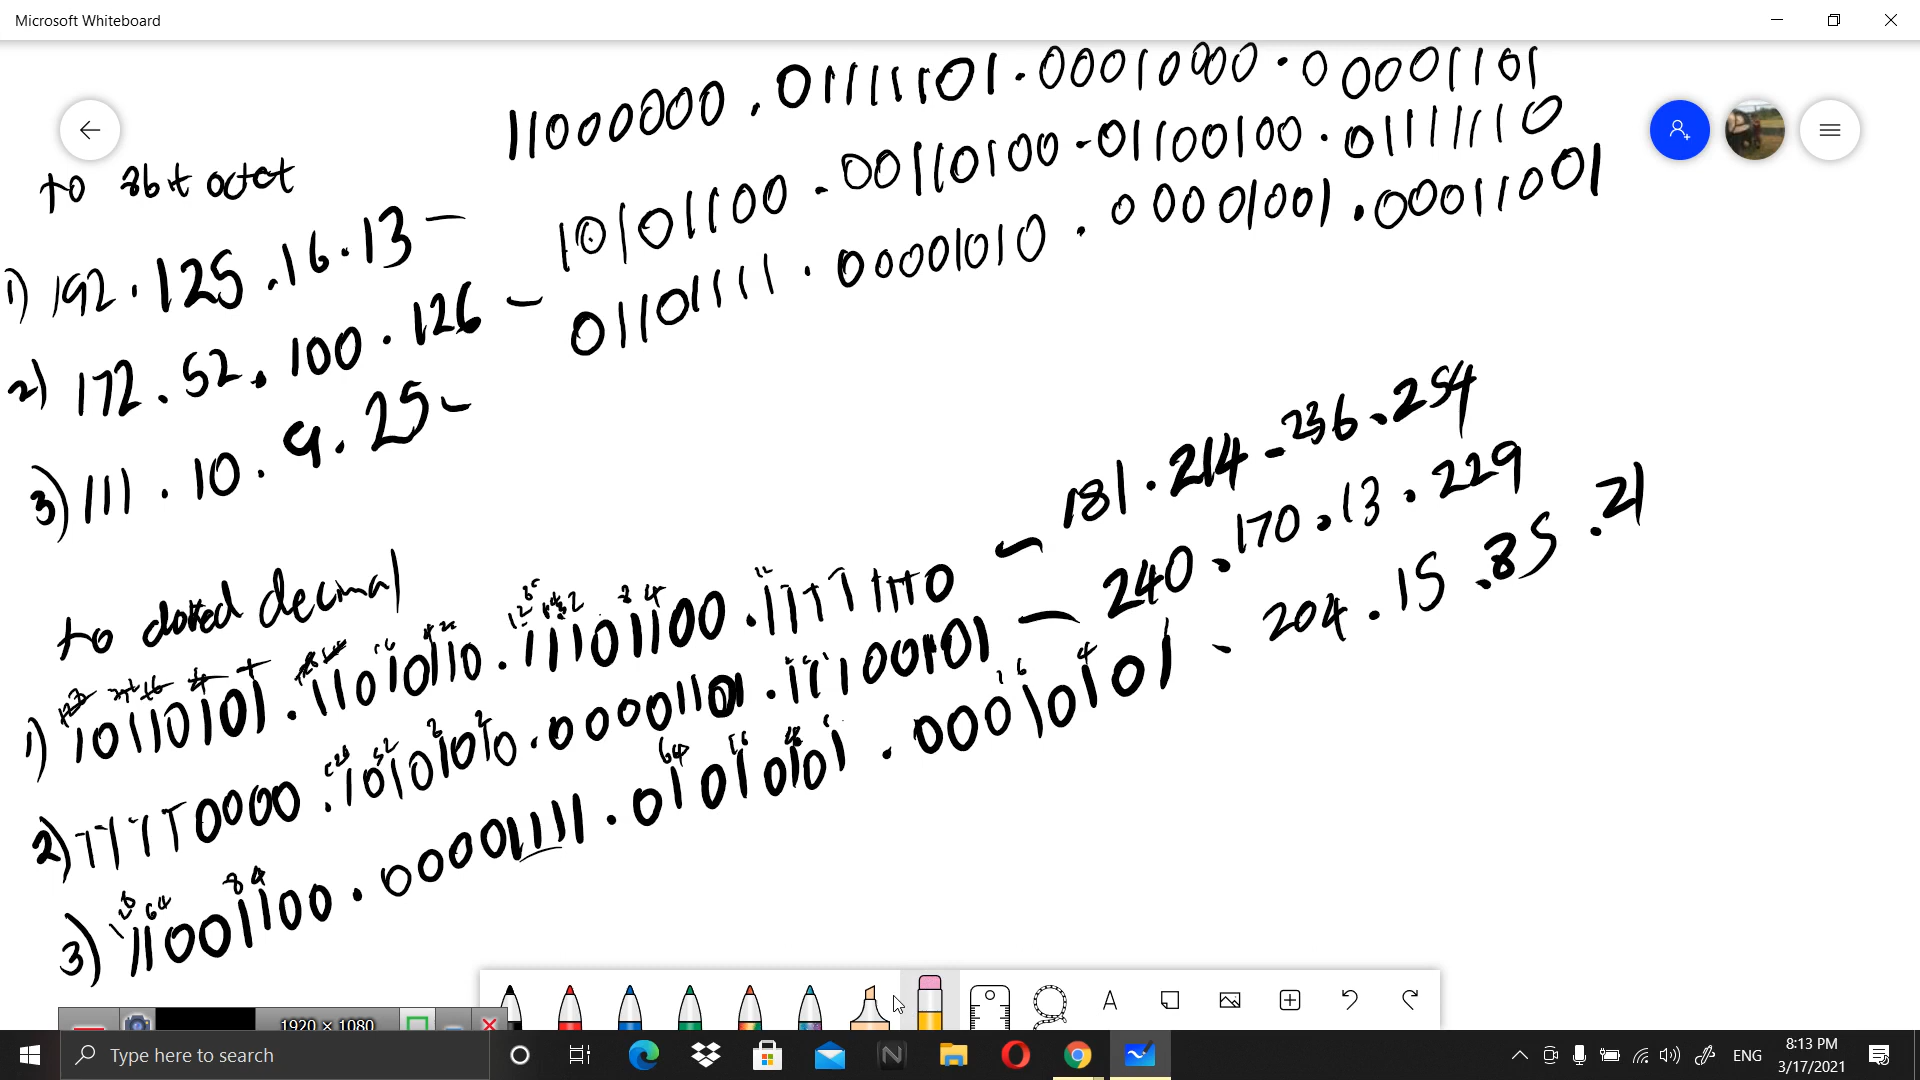 Microsoft Whiteboard
to 8bit octet
1) 192.125.16.13 - 11000000.01111101.00010000.00001101
2) 172.52.100.126 - 10101100.00110100.01100100.01111110
3) 111.10.9.25 - 01101111.00001010.00001001.00011001
to doted decimal
1) 10110101.11010110.11101100.11111110 - 181.214.236.254
2) 11110000.10101010.00001101.11100101 - 240.170.13.229
3) 11001100.00001111.01010101.00010101 - 204.15.85.21
1920 × 1080
Type here to search
ENG
8:13 PM
3/17/2021